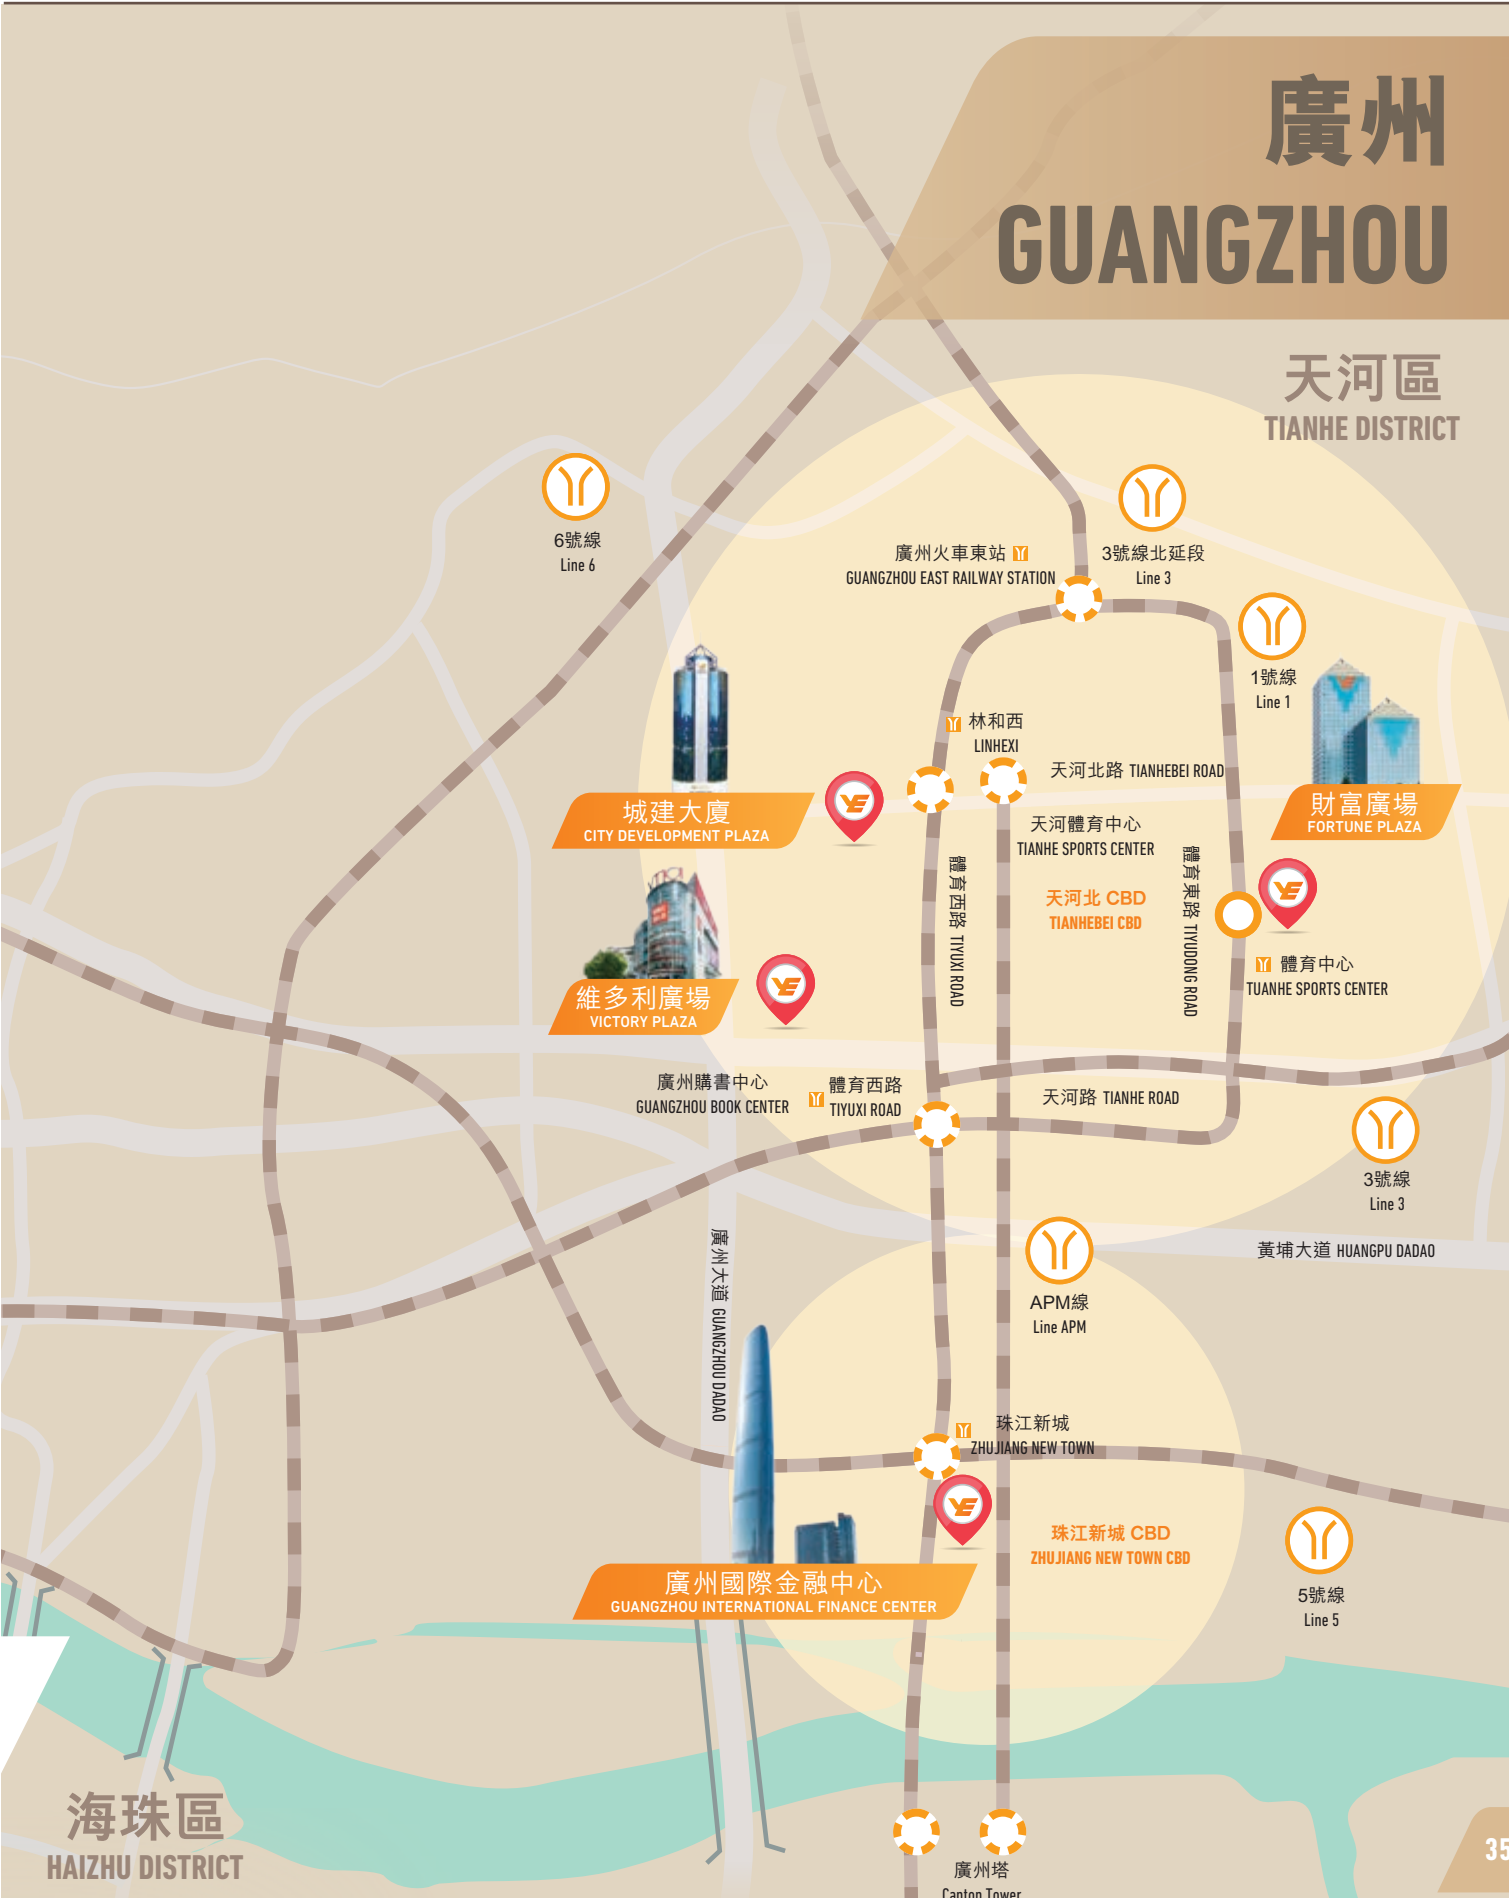 廣州
GUANGZHOU
天河區
TIANHE DISTRICT
6號線
Line 6
廣州火車東站
GUANGZHOU EAST RAILWAY STATION
3號線北延段
Line 3
1號線
Line 1
林和西
LINHEXI
天河北路 TIANHEBEI ROAD
城建大廈
CITY DEVELOPMENT PLAZA
財富廣場
FORTUNE PLAZA
天河體育中心
TIANHE SPORTS CENTER
體育西路 TIYUXI ROAD
天河北 CBD
TIANHEBEI CBD
體育東路 TIYUDONG ROAD
體育中心
TUANHE SPORTS CENTER
維多利廣場
VICTORY PLAZA
廣州購書中心
GUANGZHOU BOOK CENTER
體育西路
TIYUXI ROAD
天河路 TIANHE ROAD
3號線
Line 3
廣州大道 GUANGZHOU DADAO
黃埔大道 HUANGPU DADAO
APM線
Line APM
珠江新城
ZHUJIANG NEW TOWN
珠江新城 CBD
ZHUJIANG NEW TOWN CBD
5號線
Line 5
廣州國際金融中心
GUANGZHOU INTERNATIONAL FINANCE CENTER
海珠區
HAIZHU DISTRICT
廣州塔
Canton Tower
35